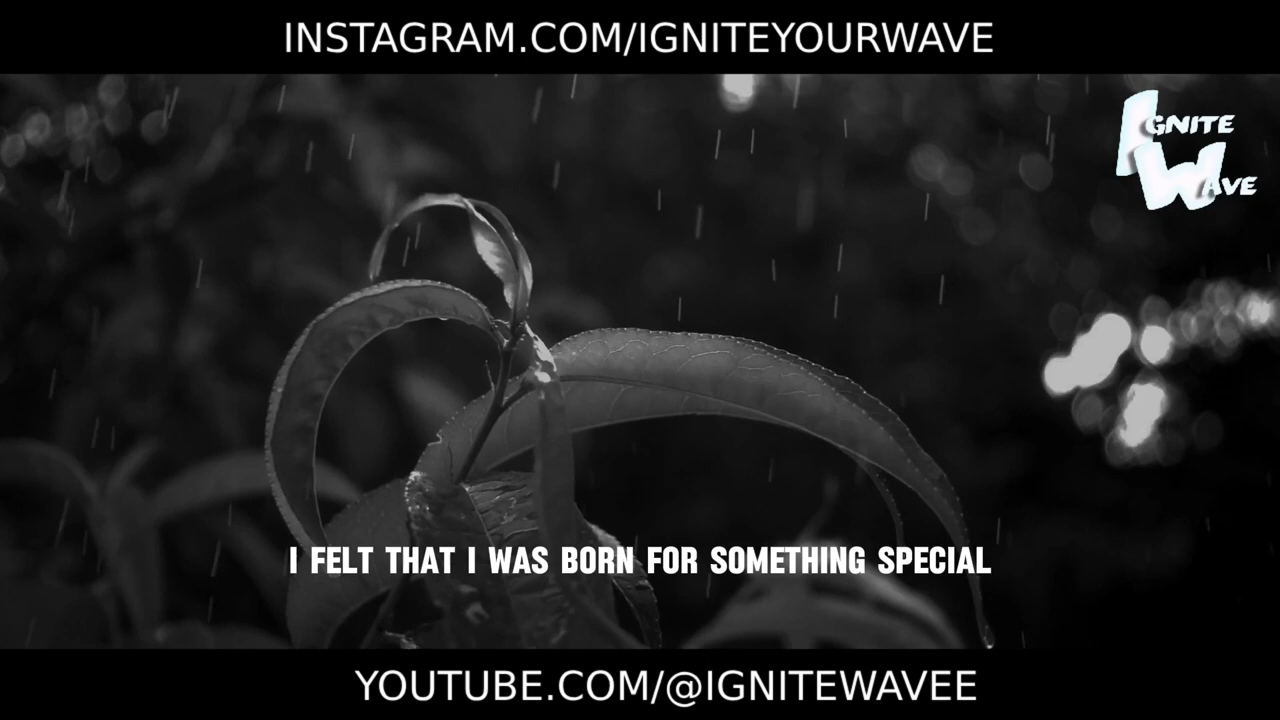 INSTAGRAM.COM/IGNITEYOURWAVE
IGNITE
WAVE
I FELT THAT I WAS BORN FOR SOMETHING SPECIAL
YOUTUBE.COM/@IGNITEWAVEE